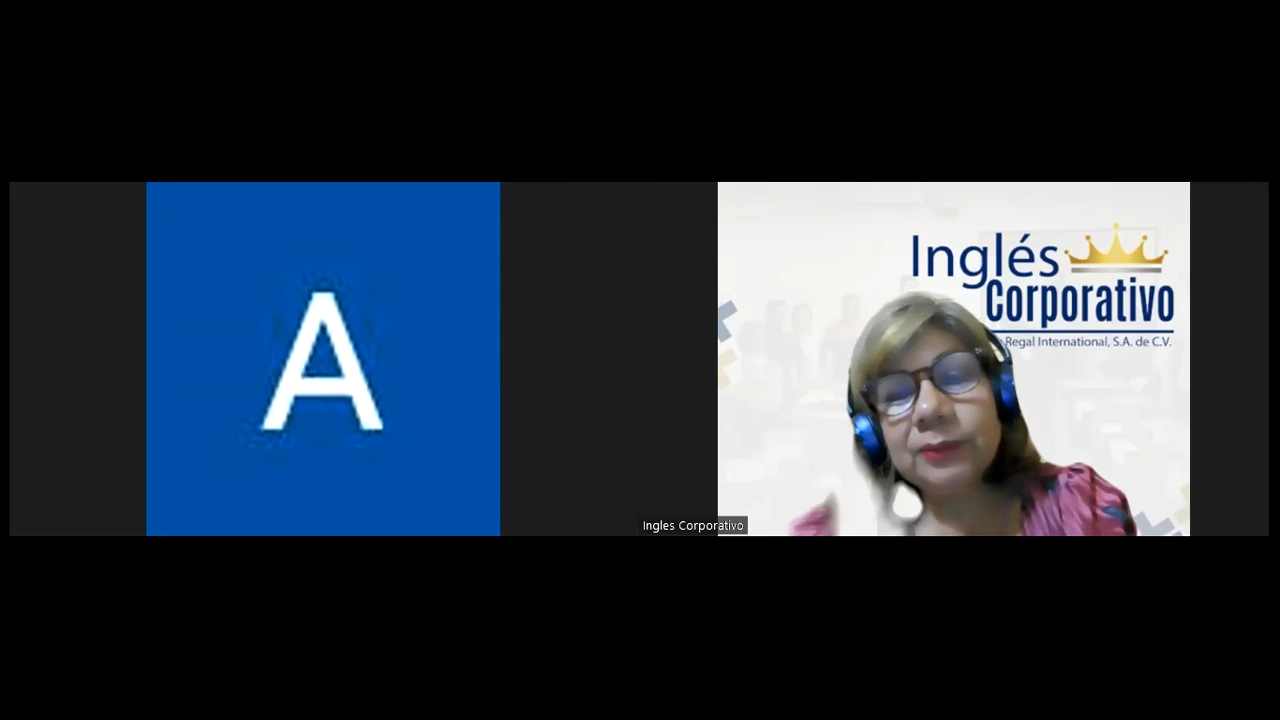 A
Inglés
Corporativo
Regal International, S.A. de C.V.
Ingles Corporativo